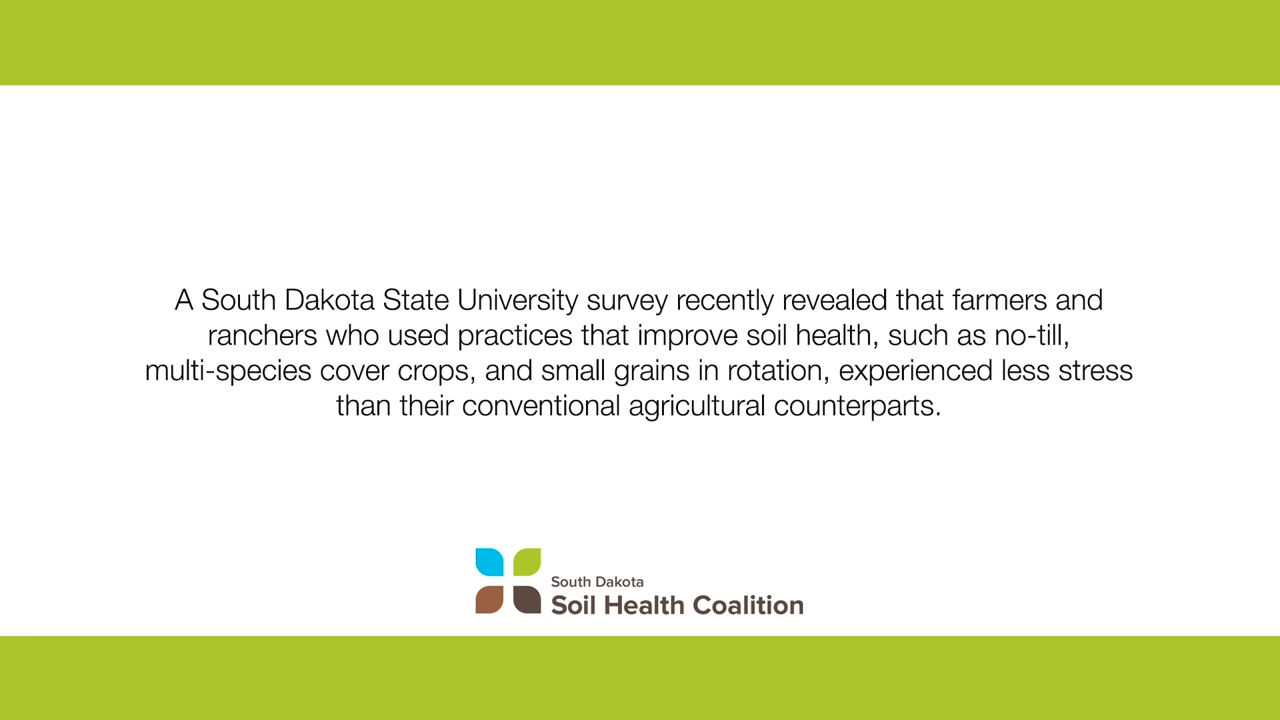 A South Dakota State University survey recently revealed that farmers and
ranchers who used practices that improve soil health, such as no-till,
multi-species cover crops, and small grains in rotation, experienced less stress
than their conventional agricultural counterparts.
South Dakota
Soil Health Coalition